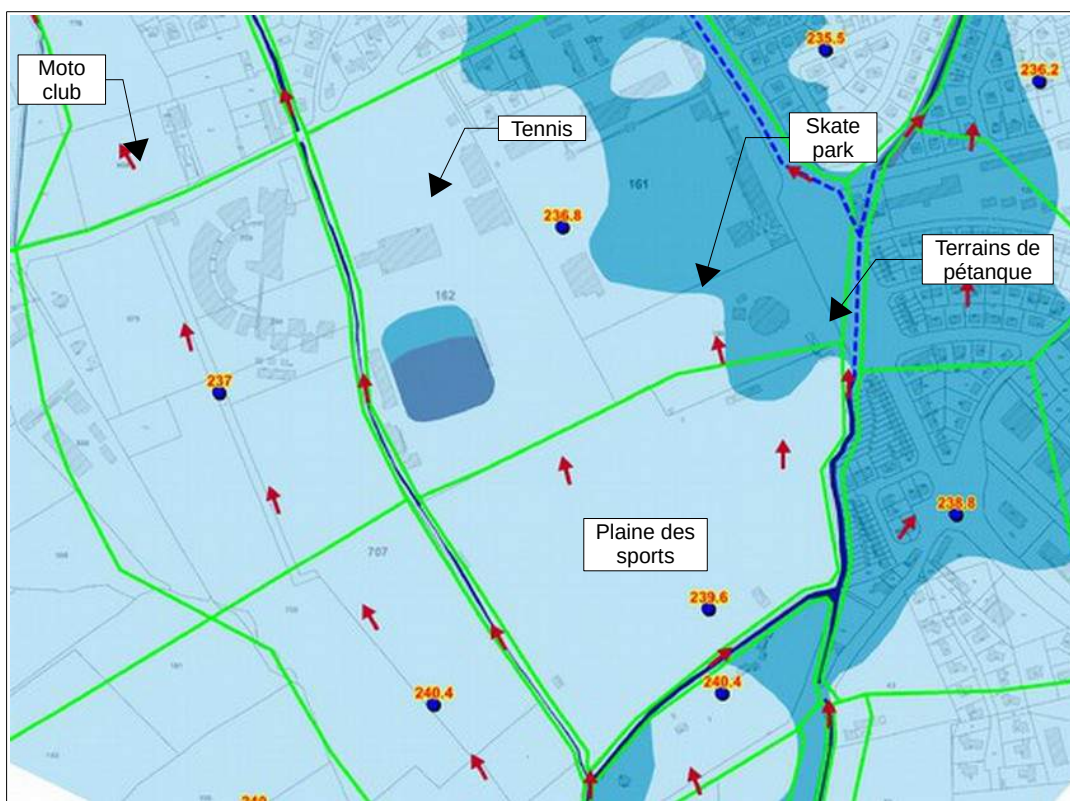 235.5
236.2
Moto
club
Tennis
Skate
park
161
236.8
Terrains de
pétanque
162
237
238.8
Plaine des
sports
707
239.6
240.4
240.4
240